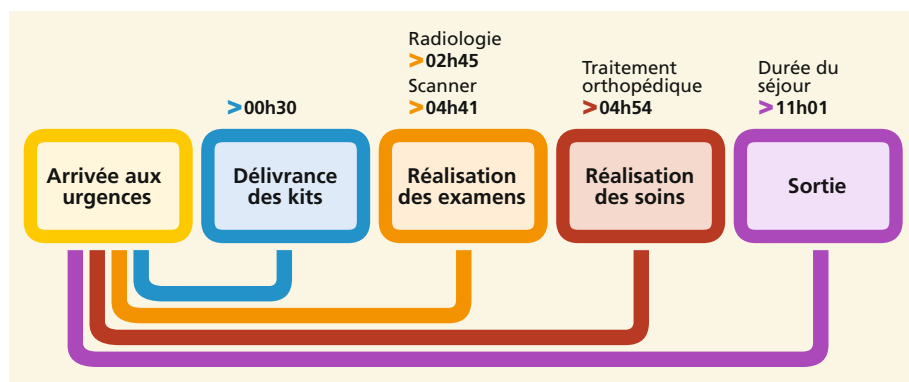 Radiologie
>02h45
Scanner
>04h41
Traitement
orthopédique
>04h54
Durée du
séjour
>11h01
>00h30
Arrivée aux
urgences
Délivrance
des kits
Réalisation
des examens
Réalisation
des soins
Sortie